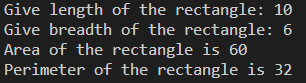 Give length of the rectangle: 10
Give breadth of the rectangle: 6
Area of the rectangle is 60
Perimeter of the rectangle is 32